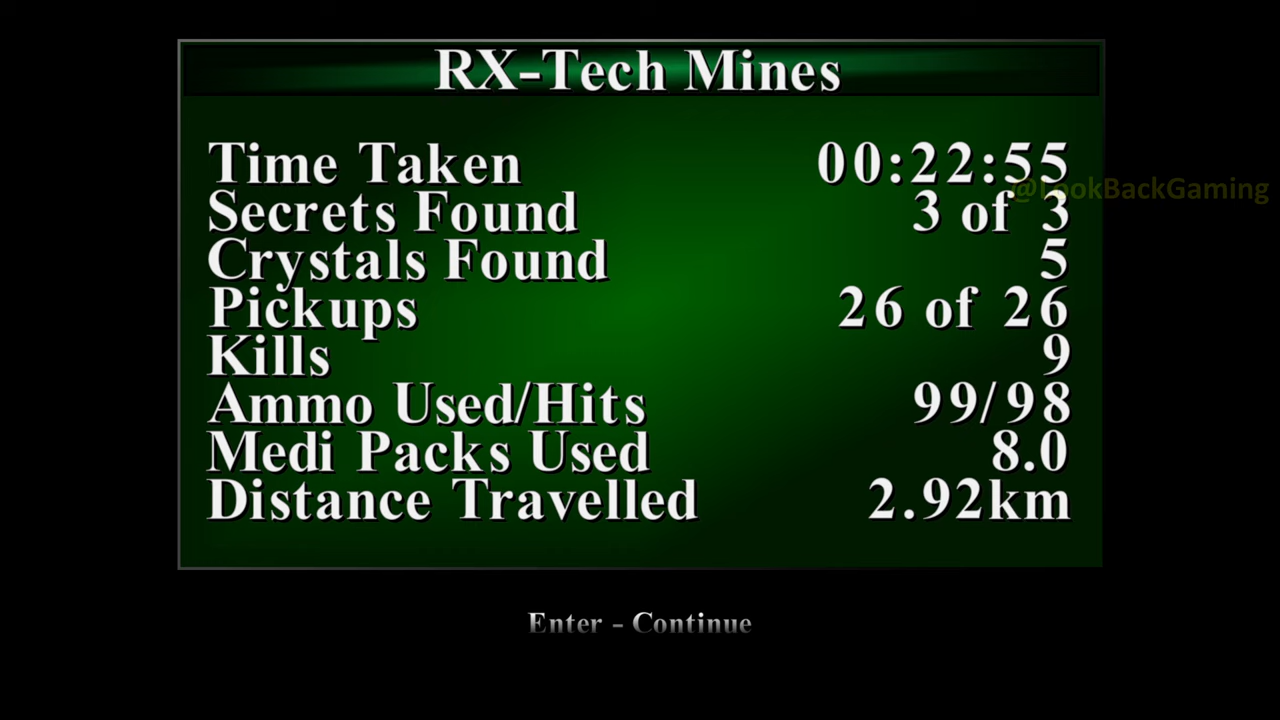 RX-Tech Mines
Time Taken 00:22:55
@LookBackGaming
Secrets Found 3 of 3
Crystals Found 5
Pickups 26 of 26
Kills 9
Ammo Used/Hits 99/98
Medi Packs Used 8.0
Distance Travelled 2.92km
Enter - Continue